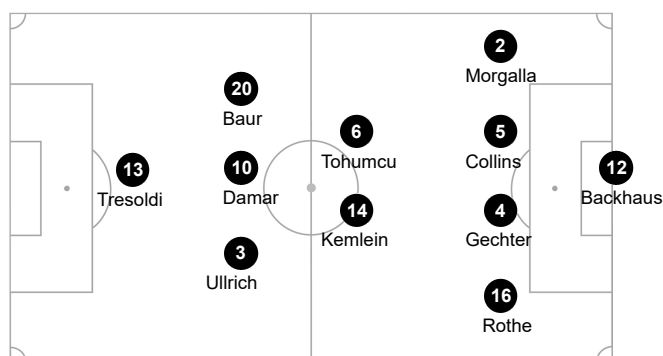 2
Morgalla
20
Baur
6
Tohumcu
5
Collins
13
Tresoldi
10
Damar
12
Backhaus
14
Kemlein
4
Gechter
3
Ullrich
16
Rothe